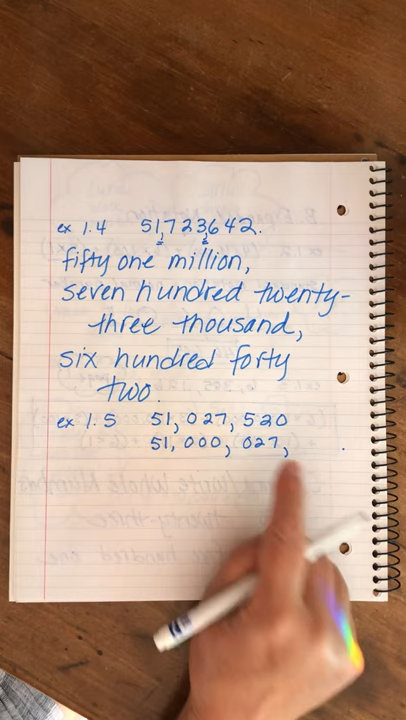 ex 1.4 51,723,642.
fifty one million,
seven hundred twenty-
three thousand,
six hundred forty
two.
ex 1.5 51, 027, 520
51, 000, 027, .